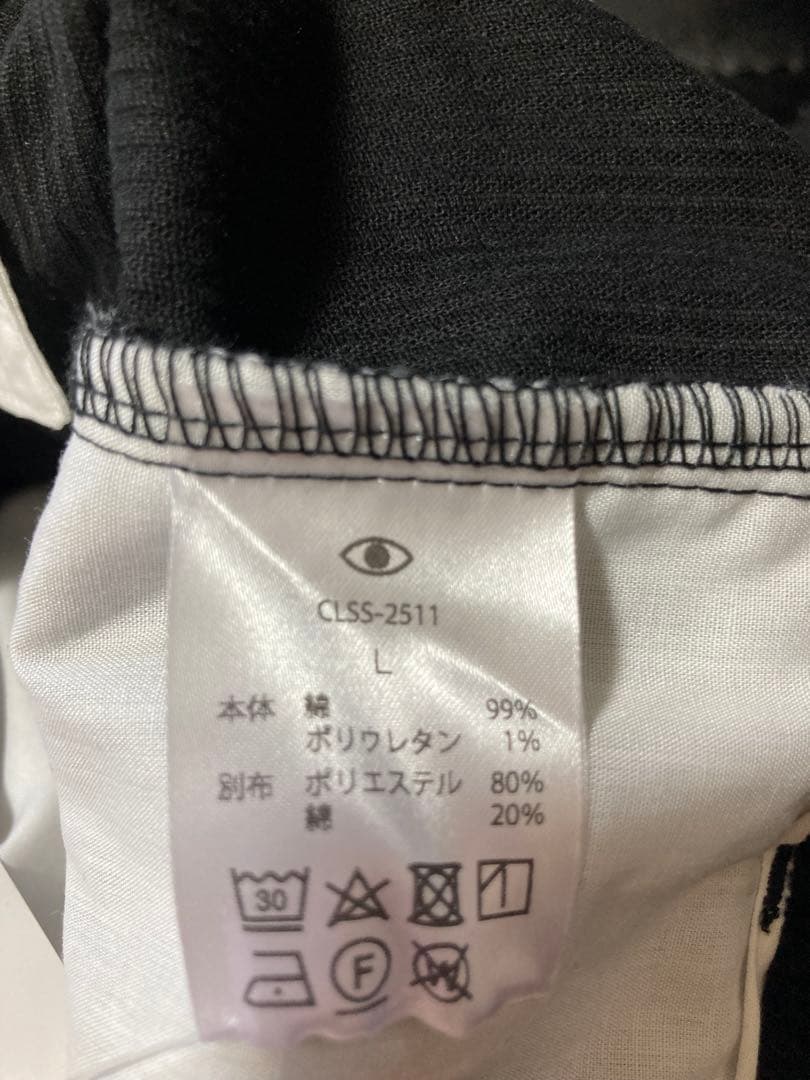 CLSS-2511
L
本体 綿 99%
ポリウレタン 1%
別布 ポリエステル 80%
綿 20%
30
F
W